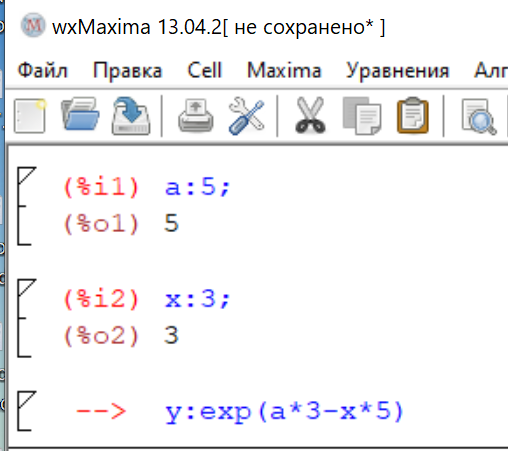 wxMaxima 13.04.2[ не сохранено* ]
Файл Правка Cell Maxima Уравнения Алг
(%i1) a:5;
(%o1) 5
(%i2) x:3;
(%o2) 3
--> y:exp(a*3-x*5)